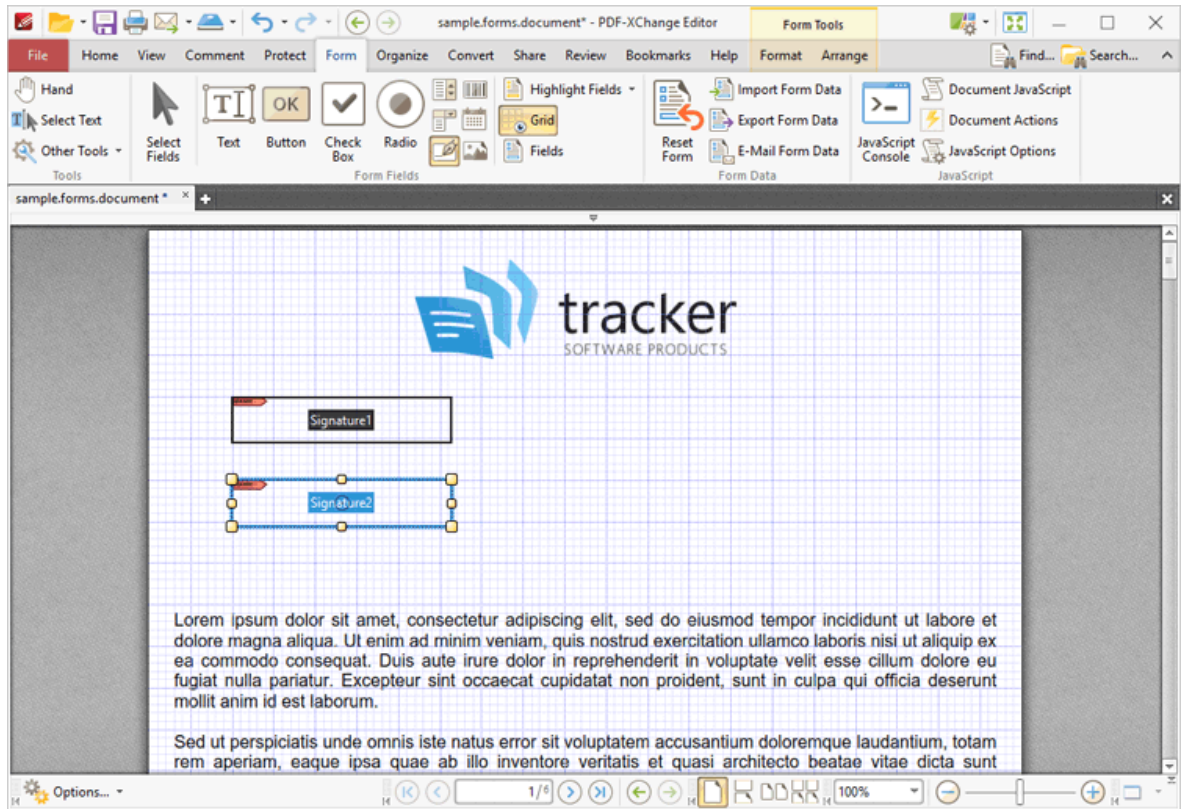 sample.forms.document* - PDF-XChange Editor
Form Tools
File Home View Comment Protect Form Organize Convert Share Review Bookmarks Help Format Arrange Find... Search...
Hand
Select Text
Other Tools
Tools
Select Fields
Text
OK
Button
Check Box
Radio
Form Fields
Highlight Fields
Grid
Fields
Reset Form
Import Form Data
Export Form Data
E-Mail Form Data
Form Data
JavaScript Console
Document JavaScript
Document Actions
JavaScript Options
JavaScript
sample.forms.document *
tracker
SOFTWARE PRODUCTS
Signature1
Signature2
Lorem ipsum dolor sit amet, consectetur adipiscing elit, sed do eiusmod tempor incididunt ut labore et
dolore magna aliqua. Ut enim ad minim veniam, quis nostrud exercitation ullamco laboris nisi ut aliquip ex
ea commodo consequat. Duis aute irure dolor in reprehenderit in voluptate velit esse cillum dolore eu
fugiat nulla pariatur. Excepteur sint occaecat cupidatat non proident, sunt in culpa qui officia deserunt
mollit anim id est laborum.
Sed ut perspiciatis unde omnis iste natus error sit voluptatem accusantium doloremque laudantium, totam
rem aperiam, eaque ipsa quae ab illo inventore veritatis et quasi architecto beatae vitae dicta sunt
Options... 1/6 100%